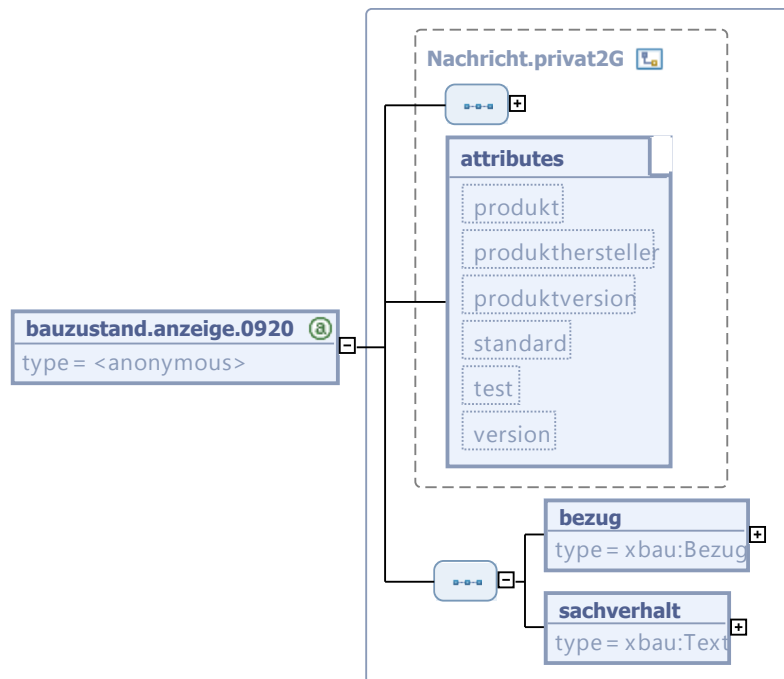 Nachricht.privat2G
attributes
produkt
produkthersteller
produktversion
standard
test
version
bauzustand.anzeige.0920
type = <anonymous>
bezug
type = xbau:Bezug
sachverhalt
type = xbau:Text